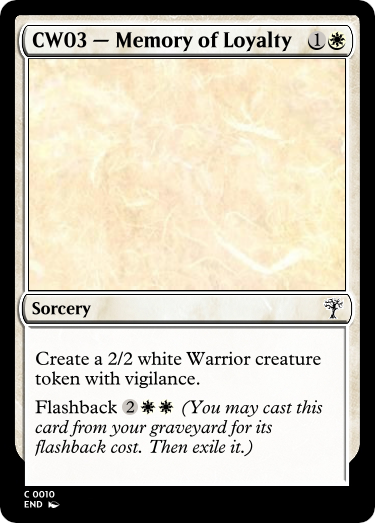 CW03 — Memory of Loyalty 1
Sorcery
Create a 2/2 white Warrior creature
token with vigilance.
Flashback 2 (You may cast this
card from your graveyard for its
flashback cost. Then exile it.)
C 0010
END